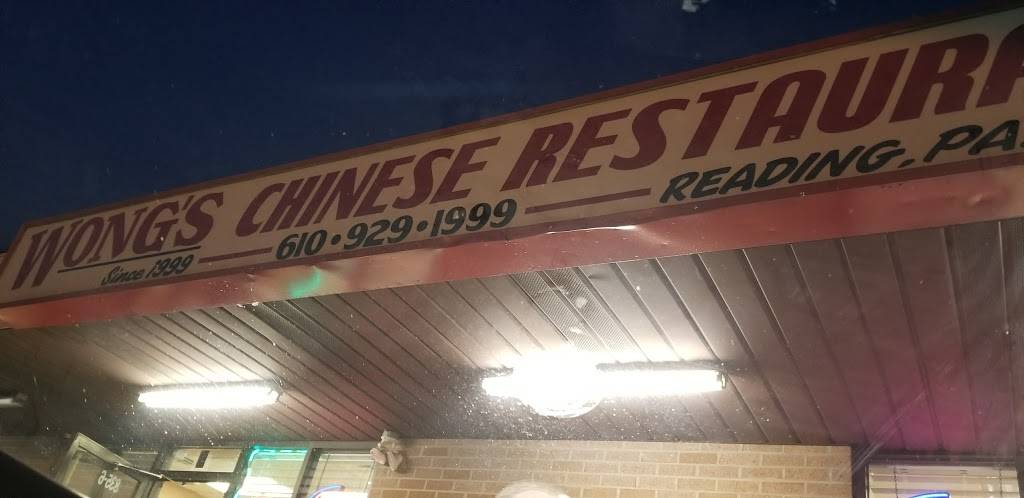 WONG'S CHINESE RESTAURA
Since 1999 610•929•1999 READING, PA.